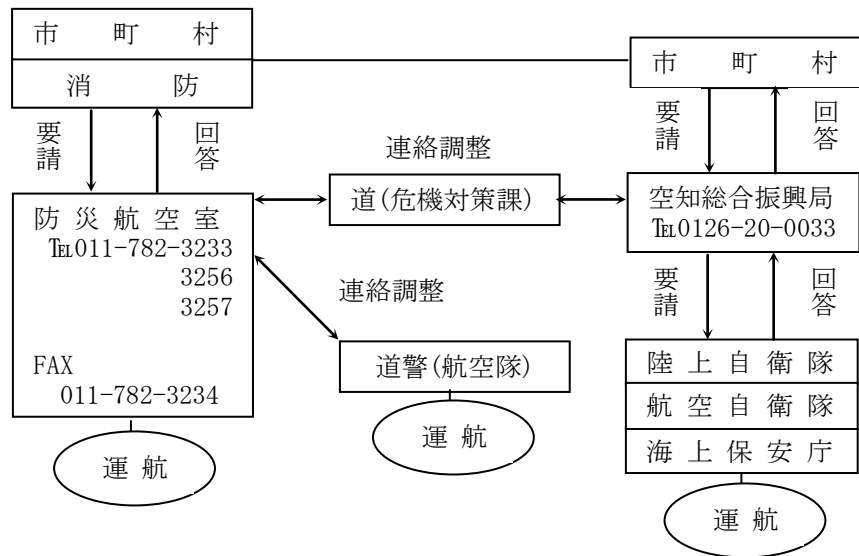 市 町 村
消 防
要請
回答
防 災 航 空 室
℡011-782-3233
3256
3257
FAX
011-782-3234
運 航
連絡調整
道(危機対策課)
連絡調整
道警(航空隊)
運 航
市 町 村
要請
回答
空知総合振興局
℡0126-20-0033
要請
回答
陸 上 自 衛 隊
航 空 自 衛 隊
海 上 保 安 庁
運 航